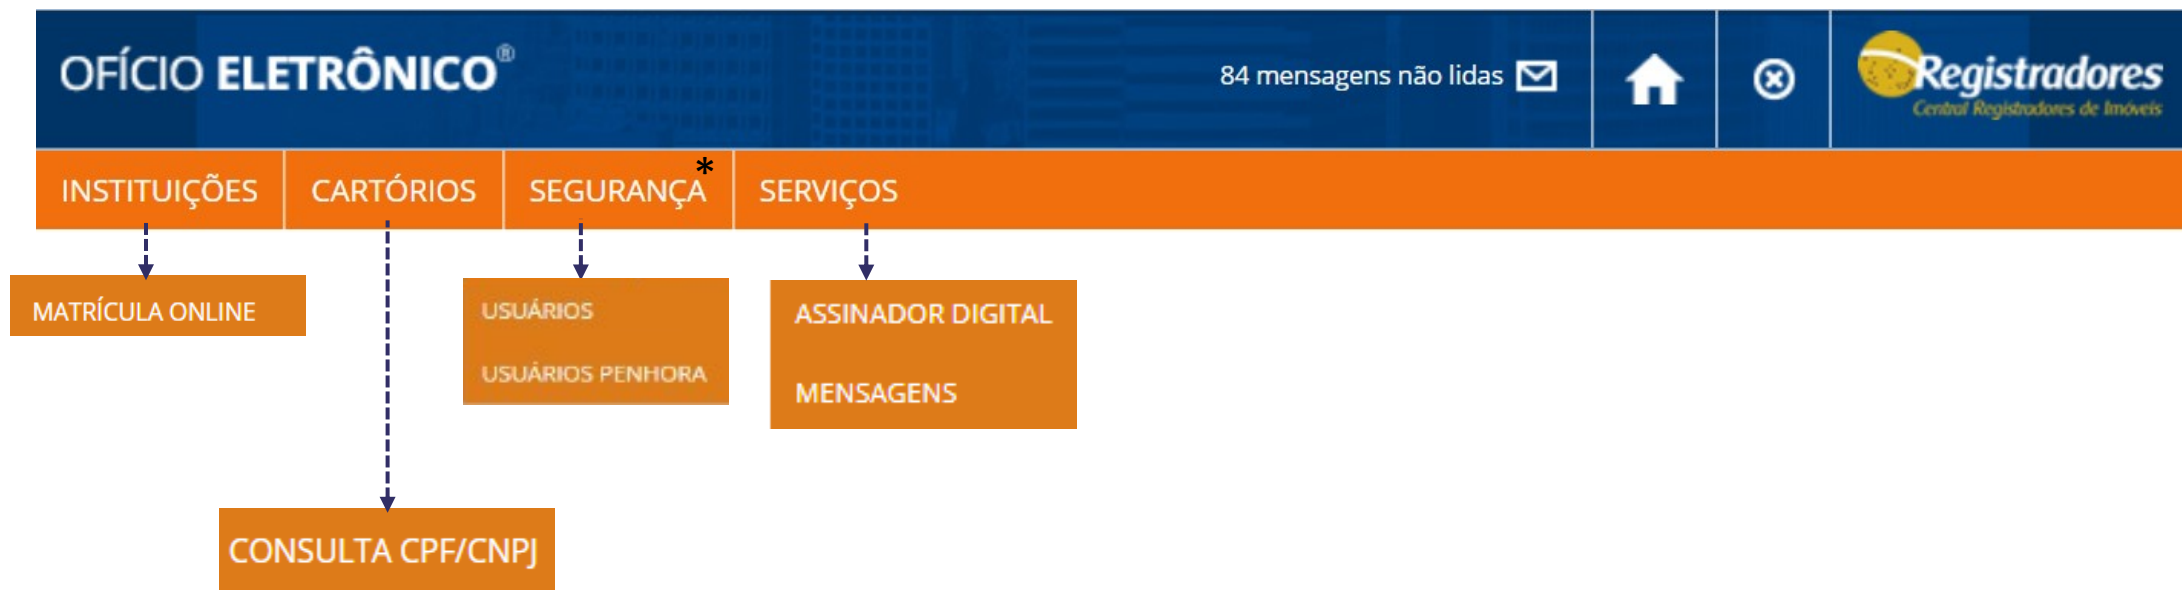 OFÍCIO ELETRÔNICO®
84 mensagens não lidas
Registradores
Central Registradores de Imóveis
INSTITUIÇÕES
CARTÓRIOS
SEGURANÇA*
SERVIÇOS
MATRÍCULA ONLINE
USUÁRIOS
USUÁRIOS PENHORA
ASSINADOR DIGITAL
MENSAGENS
CONSULTA CPF/CNPJ